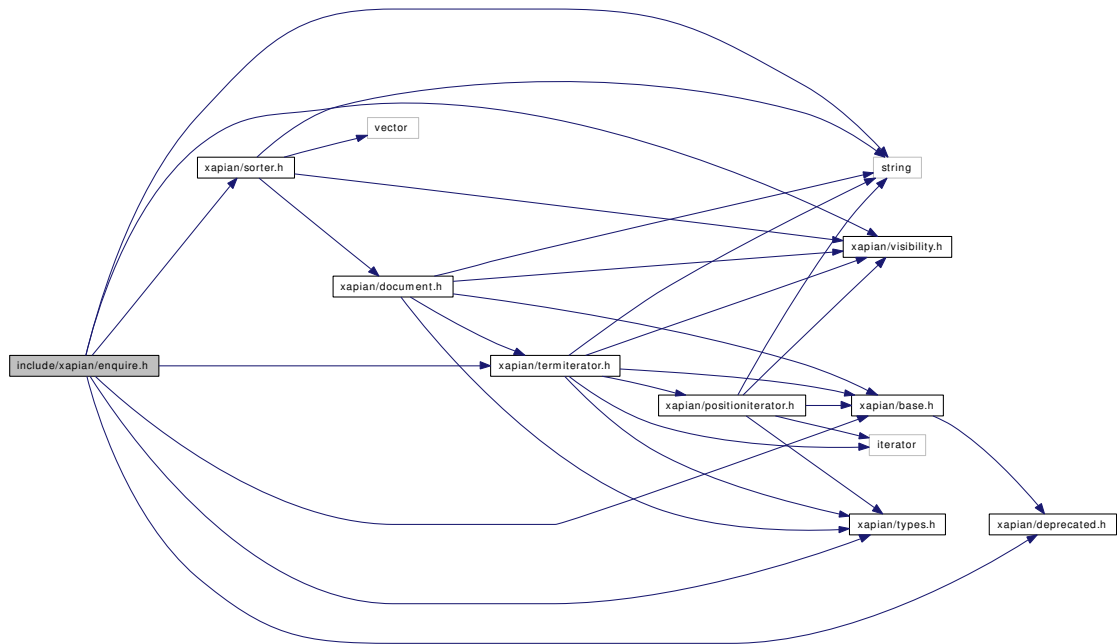 vector
xapian/sorter.h
string
xapian/visibility.h
xapian/document.h
include/xapian/enquire.h
xapian/termiterator.h
xapian/positioniterator.h
xapian/base.h
iterator
xapian/types.h
xapian/deprecated.h